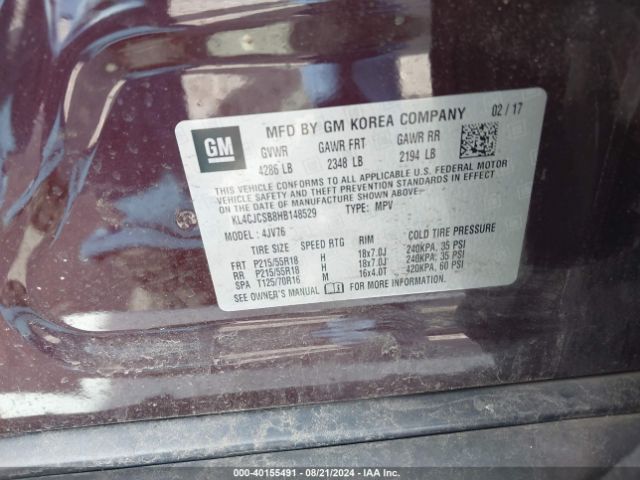 GM
MFD BY GM KOREA COMPANY 02 / 17
GVWR GAWR FRT GAWR RR
4286 LB 2348 LB 2194 LB
THIS VEHICLE CONFORMS TO ALL APPLICABLE U.S. FEDERAL MOTOR
VEHICLE SAFETY AND THEFT PREVENTION STANDARDS IN EFFECT
ON THE DATE OF MANUFACTURE SHOWN ABOVE.
KL4CJCSB8HB148529 TYPE: MPV
MODEL: 4JV76
TIRE SIZE SPEED RTG RIM COLD TIRE PRESSURE
FRT P215/55R18 H 18x7.0J 240KPA, 35 PSI
RR P215/55R18 H 18x7.0J 240KPA, 35 PSI
SPA T125/70R16 M 16x4.0T 420KPA, 60 PSI
SEE OWNER'S MANUAL
000-40155491 - 08/21/2024 - IAA Inc.